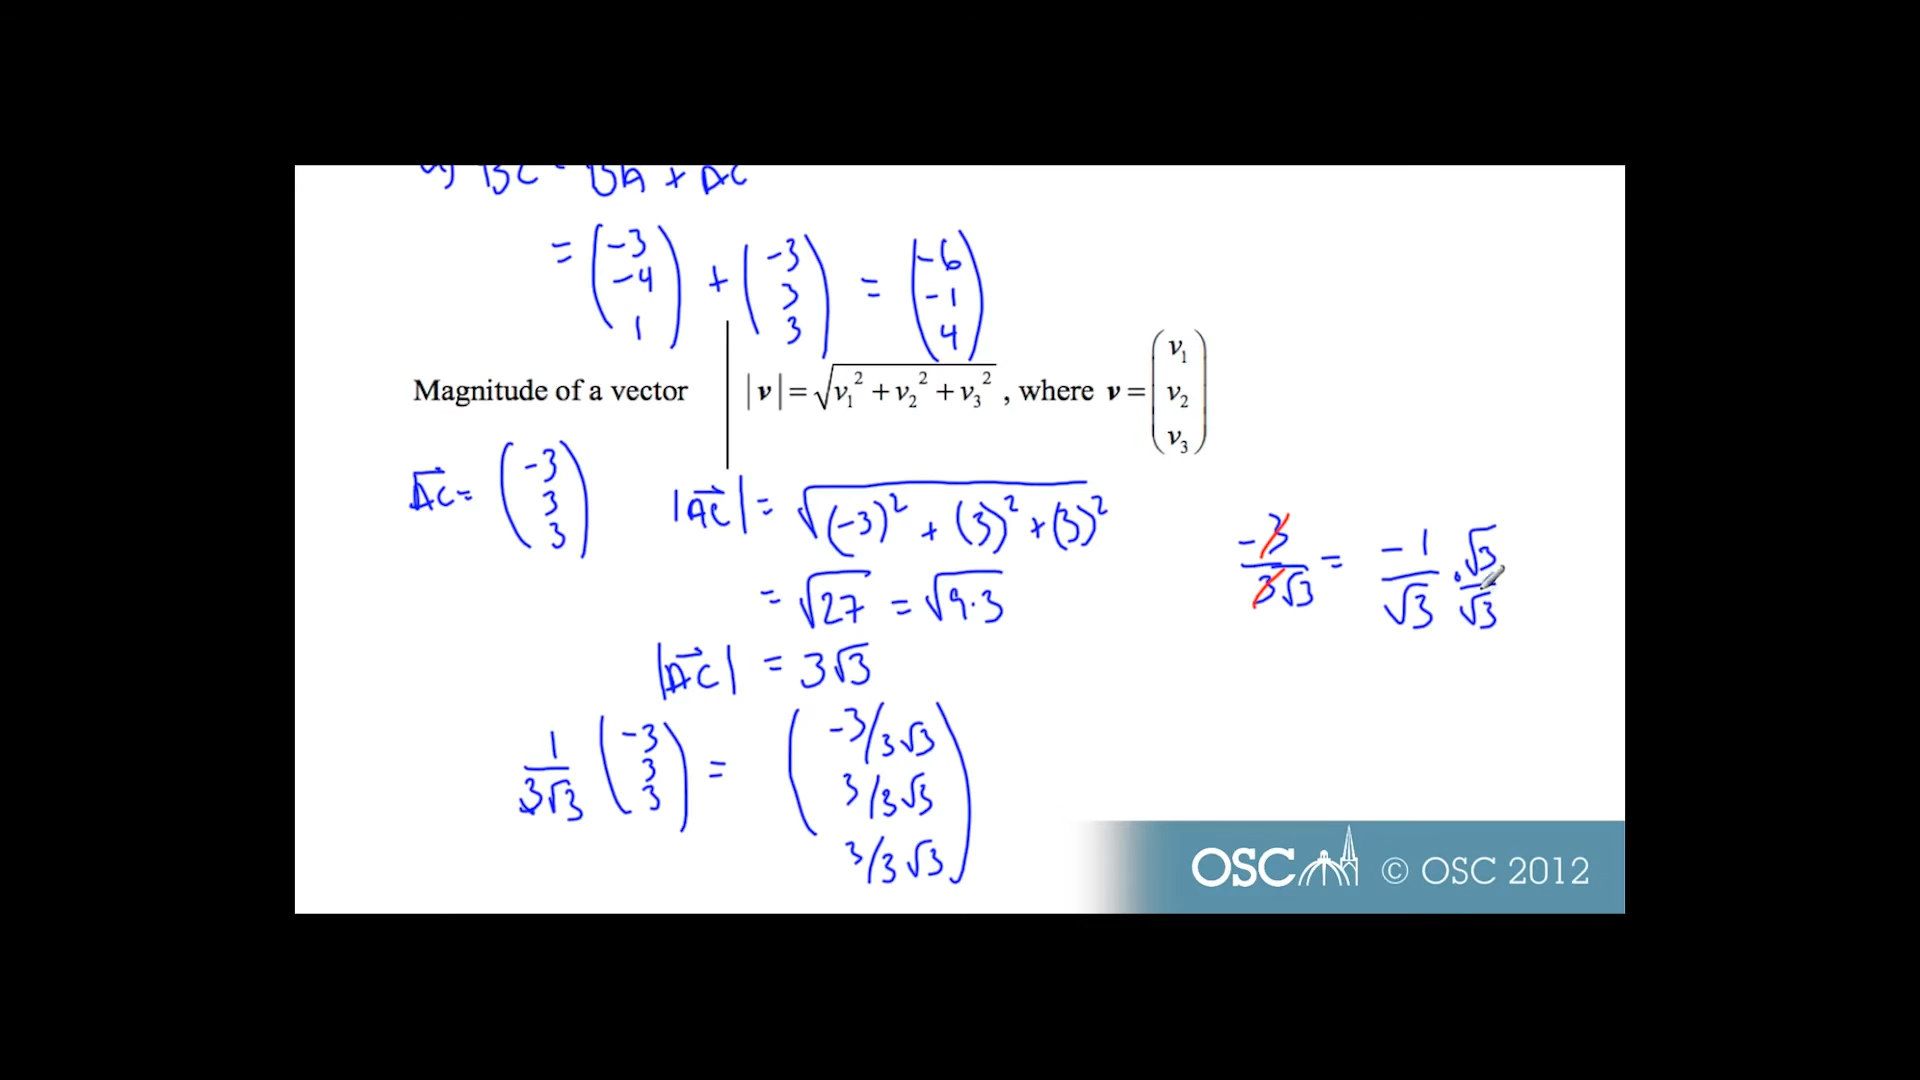 a) BC = BA + AC
= (-3 -4 1) + (-3 3 3) = (-6 -1 4)
Magnitude of a vector | |v| = √(v₁² + v₂² + v₃²) , where v = (v₁ v₂ v₃)
AC = (-3 3 3)
|AC| = √((-3)² + (3)² + (3)²)
= √27 = √9·3
|AC| = 3√3
1/3√3 (-3 3 3) = (-3/3√3 3/3√3 3/3√3)
-3/3√3 = -1/√3 · √3/√3
OSC © OSC 2012